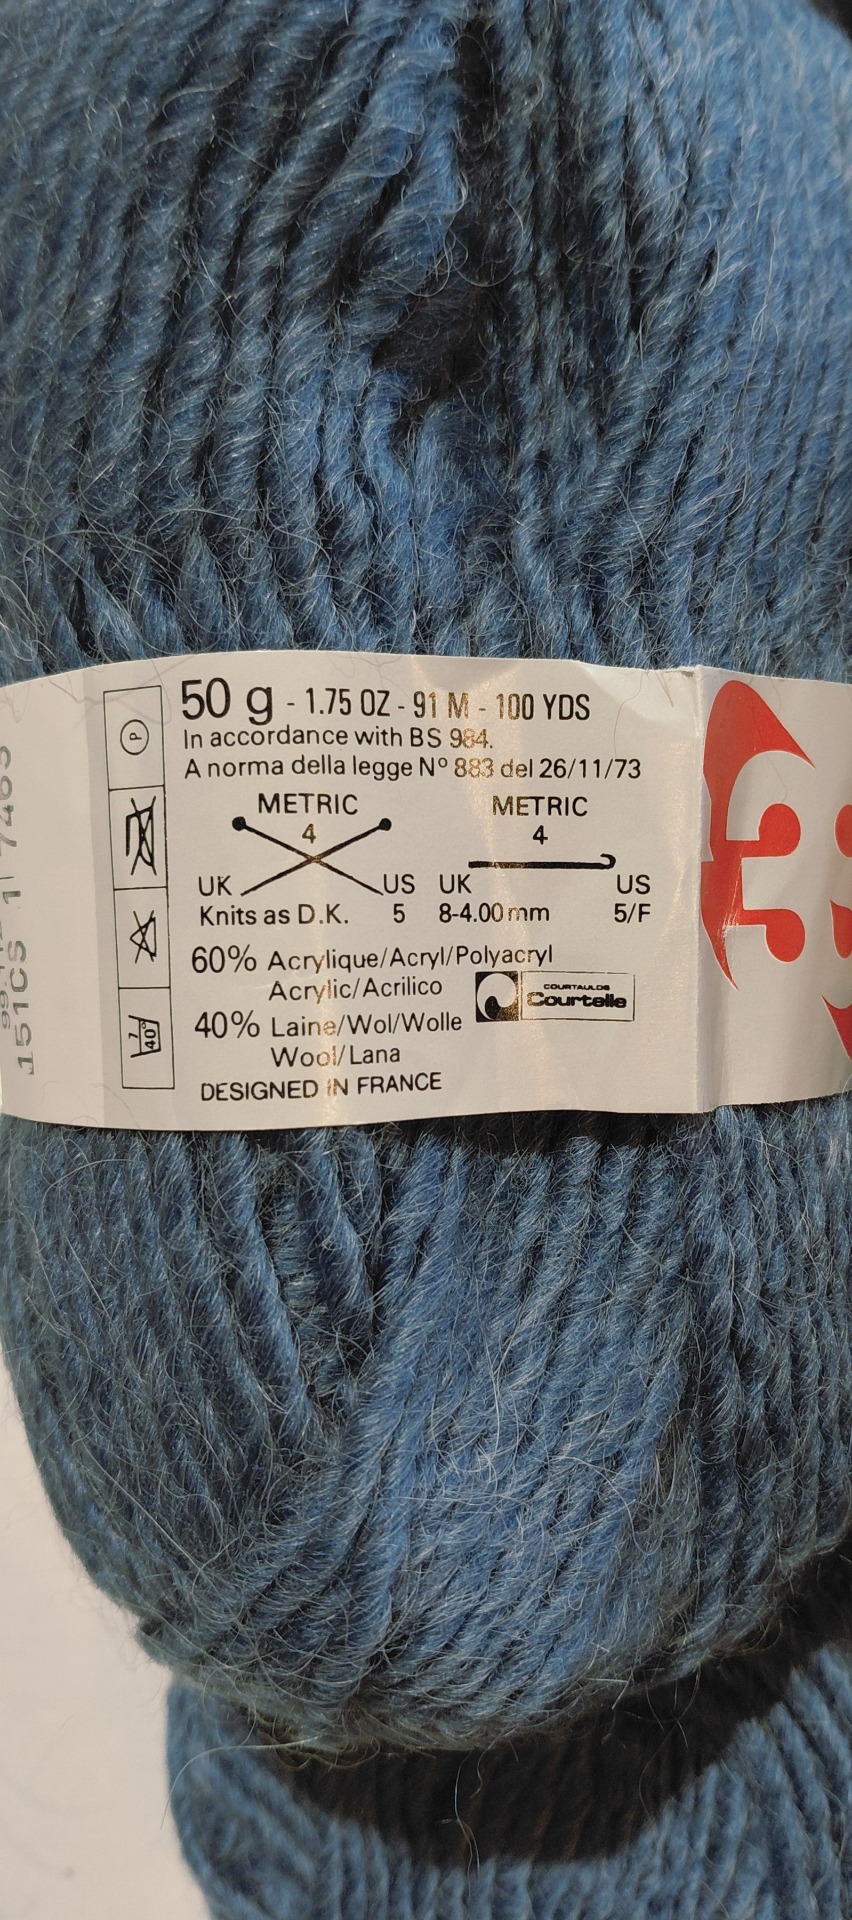 50 g - 1.75 OZ - 91 M - 100 YDS
In accordance with BS 984.
A norma della legge Nº 883 del 26/11/73
METRIC METRIC
4 4
UK US UK US
Knits as D.K. 5 8-4.00 mm 5/F
60% Acrylique/Acryl/Polyacryl
Acrylic/Acrilico
COURTAULDS
Courtelle
40% Laine/Wol/Wolle
Wool/Lana
DESIGNED IN FRANCE
P
7
40°